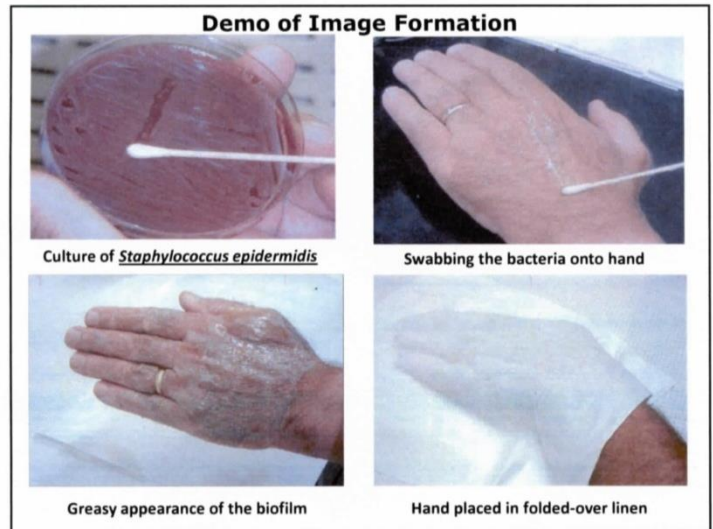 Demo of Image Formation
Culture of Staphylococcus epidermidis
Swabbing the bacteria onto hand
Greasy appearance of the biofilm
Hand placed in folded-over linen